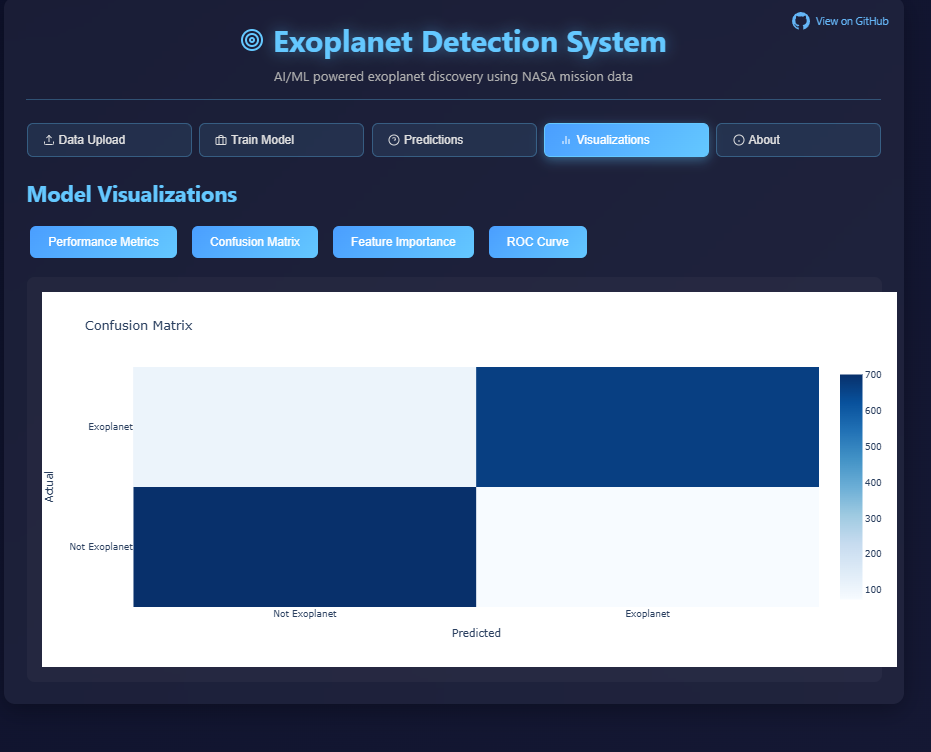 View on GitHub
Exoplanet Detection System
AI/ML powered exoplanet discovery using NASA mission data
Data Upload
Train Model
Predictions
Visualizations
About
Model Visualizations
Performance Metrics
Confusion Matrix
Feature Importance
ROC Curve
Confusion Matrix
Exoplanet
Actual
Not Exoplanet
Not Exoplanet
Exoplanet
Predicted
700
600
500
400
300
200
100